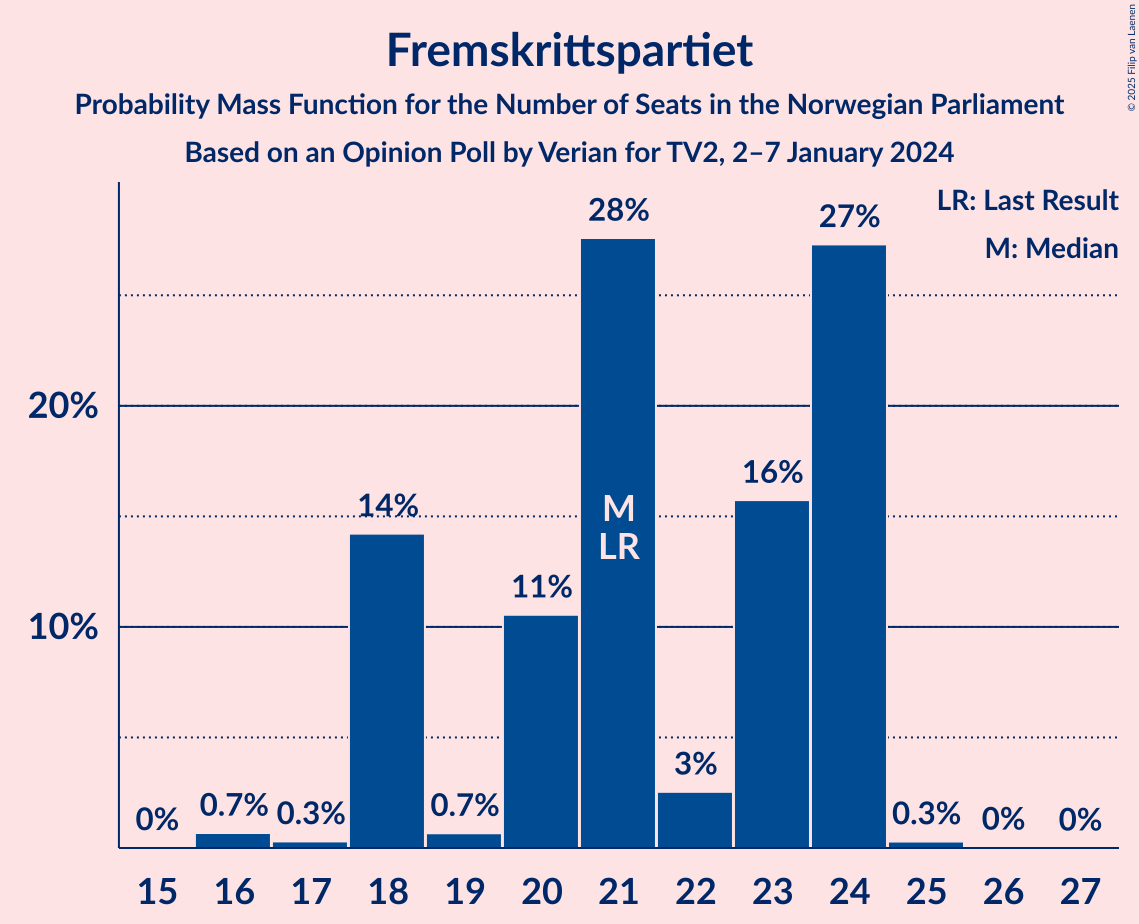 Fremskrittspartiet
Probability Mass Function for the Number of Seats in the Norwegian Parliament
Based on an Opinion Poll by Verian for TV2, 2–7 January 2024
© 2025 Filip van Laenen
LR: Last Result
M: Median
20%
10%
0%
0.7%
0.3%
14%
0.7%
11%
28%
3%
16%
27%
0.3%
0%
0%
M
LR
15 16 17 18 19 20 21 22 23 24 25 26 27